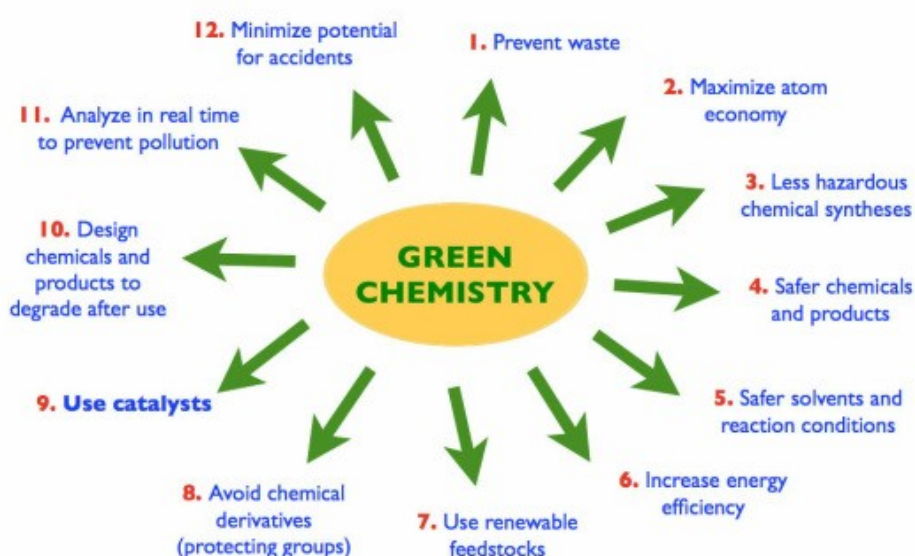 GREEN
CHEMISTRY
1. Prevent waste
2. Maximize atom
economy
3. Less hazardous
chemical syntheses
4. Safer chemicals
and products
5. Safer solvents and
reaction conditions
6. Increase energy
efficiency
7. Use renewable
feedstocks
8. Avoid chemical
derivatives
(protecting groups)
9. Use catalysts
10. Design
chemicals and
products to
degrade after use
11. Analyze in real time
to prevent pollution
12. Minimize potential
for accidents